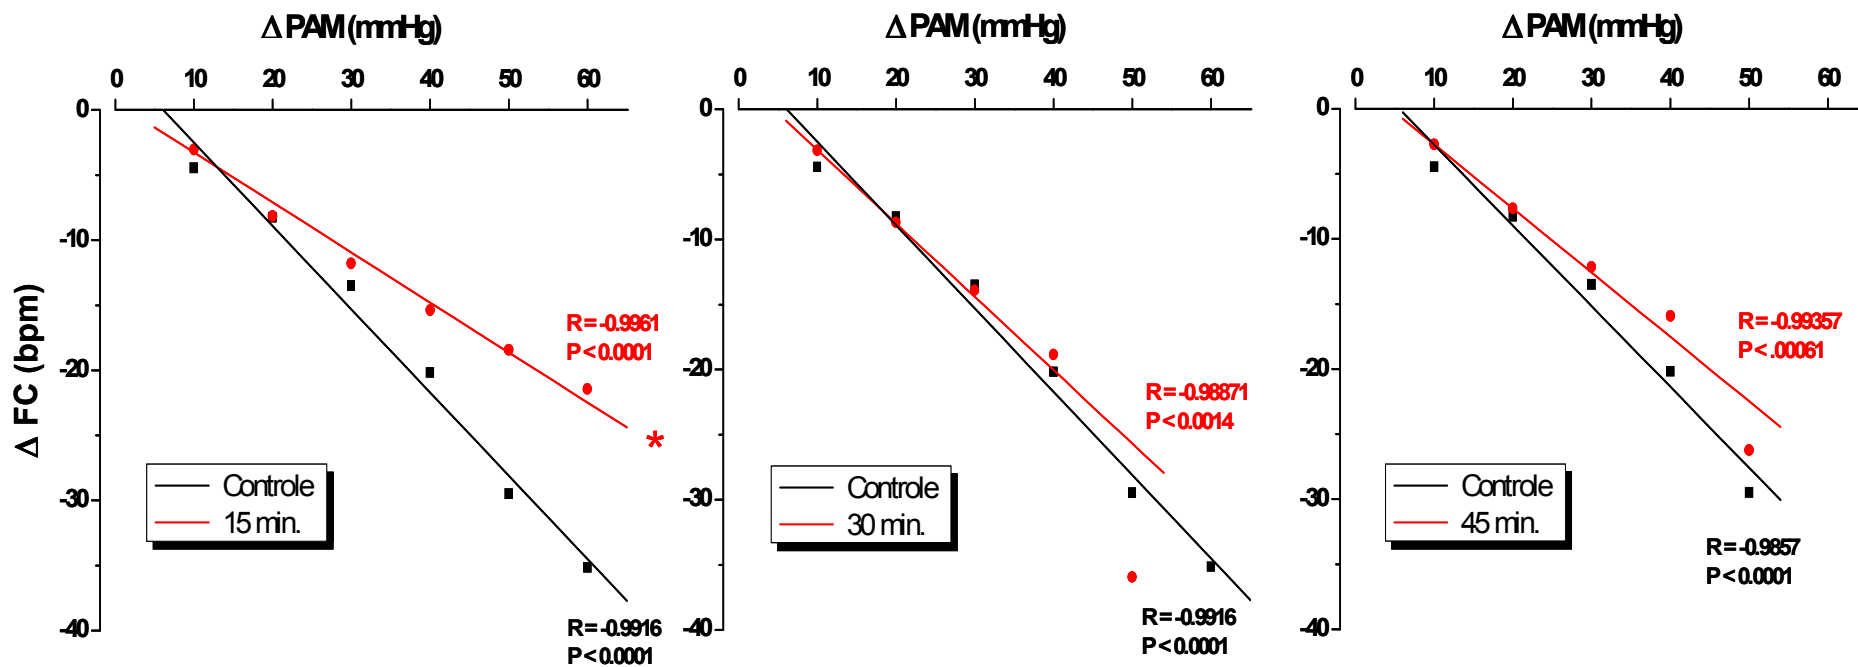 Δ PAM (mmHg)
0 10 20 30 40 50 60
0
-10
-20
-30
-40
Δ FC (bpm)
R = -0.9961
P < 0.0001
*
Controle
15 min.
R = -0.9916
P < 0.0001
Δ PAM (mmHg)
0 10 20 30 40 50 60
0
-10
-20
-30
-40
R = -0.98871
P < 0.0014
Controle
30 min.
R = -0.9916
P < 0.0001
Δ PAM (mmHg)
0 10 20 30 40 50 60
0
-10
-20
-30
-40
R = -0.99357
P < .00061
Controle
45 min.
R = -0.9857
P < 0.0001